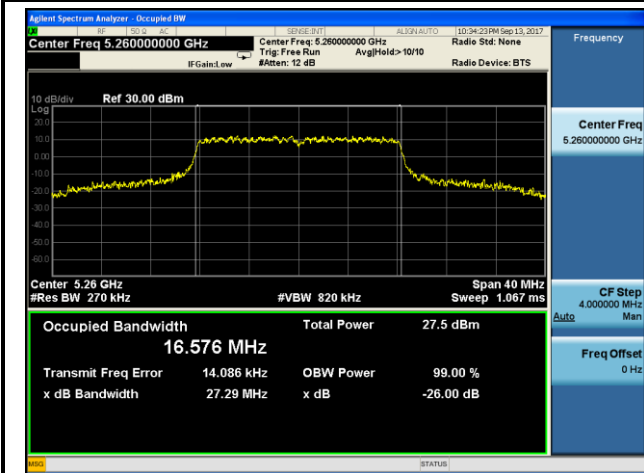 Agilent Spectrum Analyzer - Occupied BW
RF 50 Ω AC SENSE:INT ALIGN AUTO 10:34:23 PM Sep 13, 2017
Center Freq 5.260000000 GHz
Center Freq: 5.260000000 GHz
Radio Std: None
Trig: Free Run Avg|Hold:>10/10
IFGain:Low #Atten: 12 dB Radio Device: BTS
Frequency
10 dB/div Ref 30.00 dBm
Log
20.0
10.0
0.00
-10.0
-20.0
-30.0
-40.0
-50.0
-60.0
Center Freq
5.260000000 GHz
Center 5.26 GHz Span 40 MHz
#Res BW 270 kHz #VBW 820 kHz Sweep 1.067 ms
CF Step
4.000000 MHz
Auto Man
Occupied Bandwidth Total Power 27.5 dBm
16.576 MHz
Transmit Freq Error 14.086 kHz OBW Power 99.00 %
x dB Bandwidth 27.29 MHz x dB -26.00 dB
Freq Offset
0 Hz
MSG STATUS